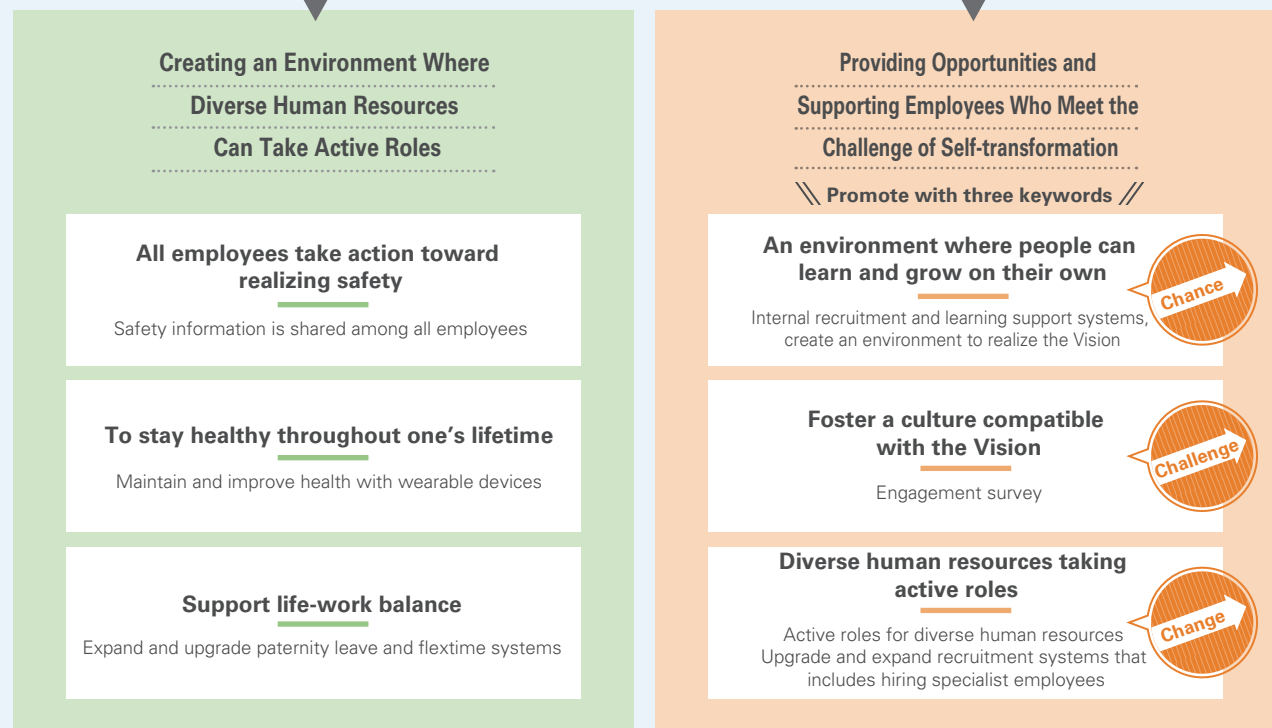 Creating an Environment Where
Diverse Human Resources
Can Take Active Roles
All employees take action toward
realizing safety
Safety information is shared among all employees
To stay healthy throughout one’s lifetime
Maintain and improve health with wearable devices
Support life-work balance
Expand and upgrade paternity leave and flextime systems
Providing Opportunities and
Supporting Employees Who Meet the
Challenge of Self-transformation
Promote with three keywords
An environment where people can
learn and grow on their own
Internal recruitment and learning support systems,
create an environment to realize the Vision
Chance
Foster a culture compatible
with the Vision
Engagement survey
Challenge
Diverse human resources taking
active roles
Active roles for diverse human resources
Upgrade and expand recruitment systems that
includes hiring specialist employees
Change